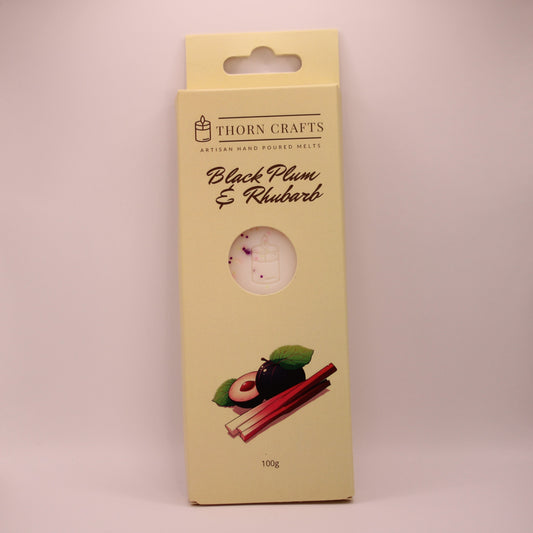 THORN CRAFTS
ARTISAN HAND POURED MELTS
Black Plum
& Rhubarb
100g